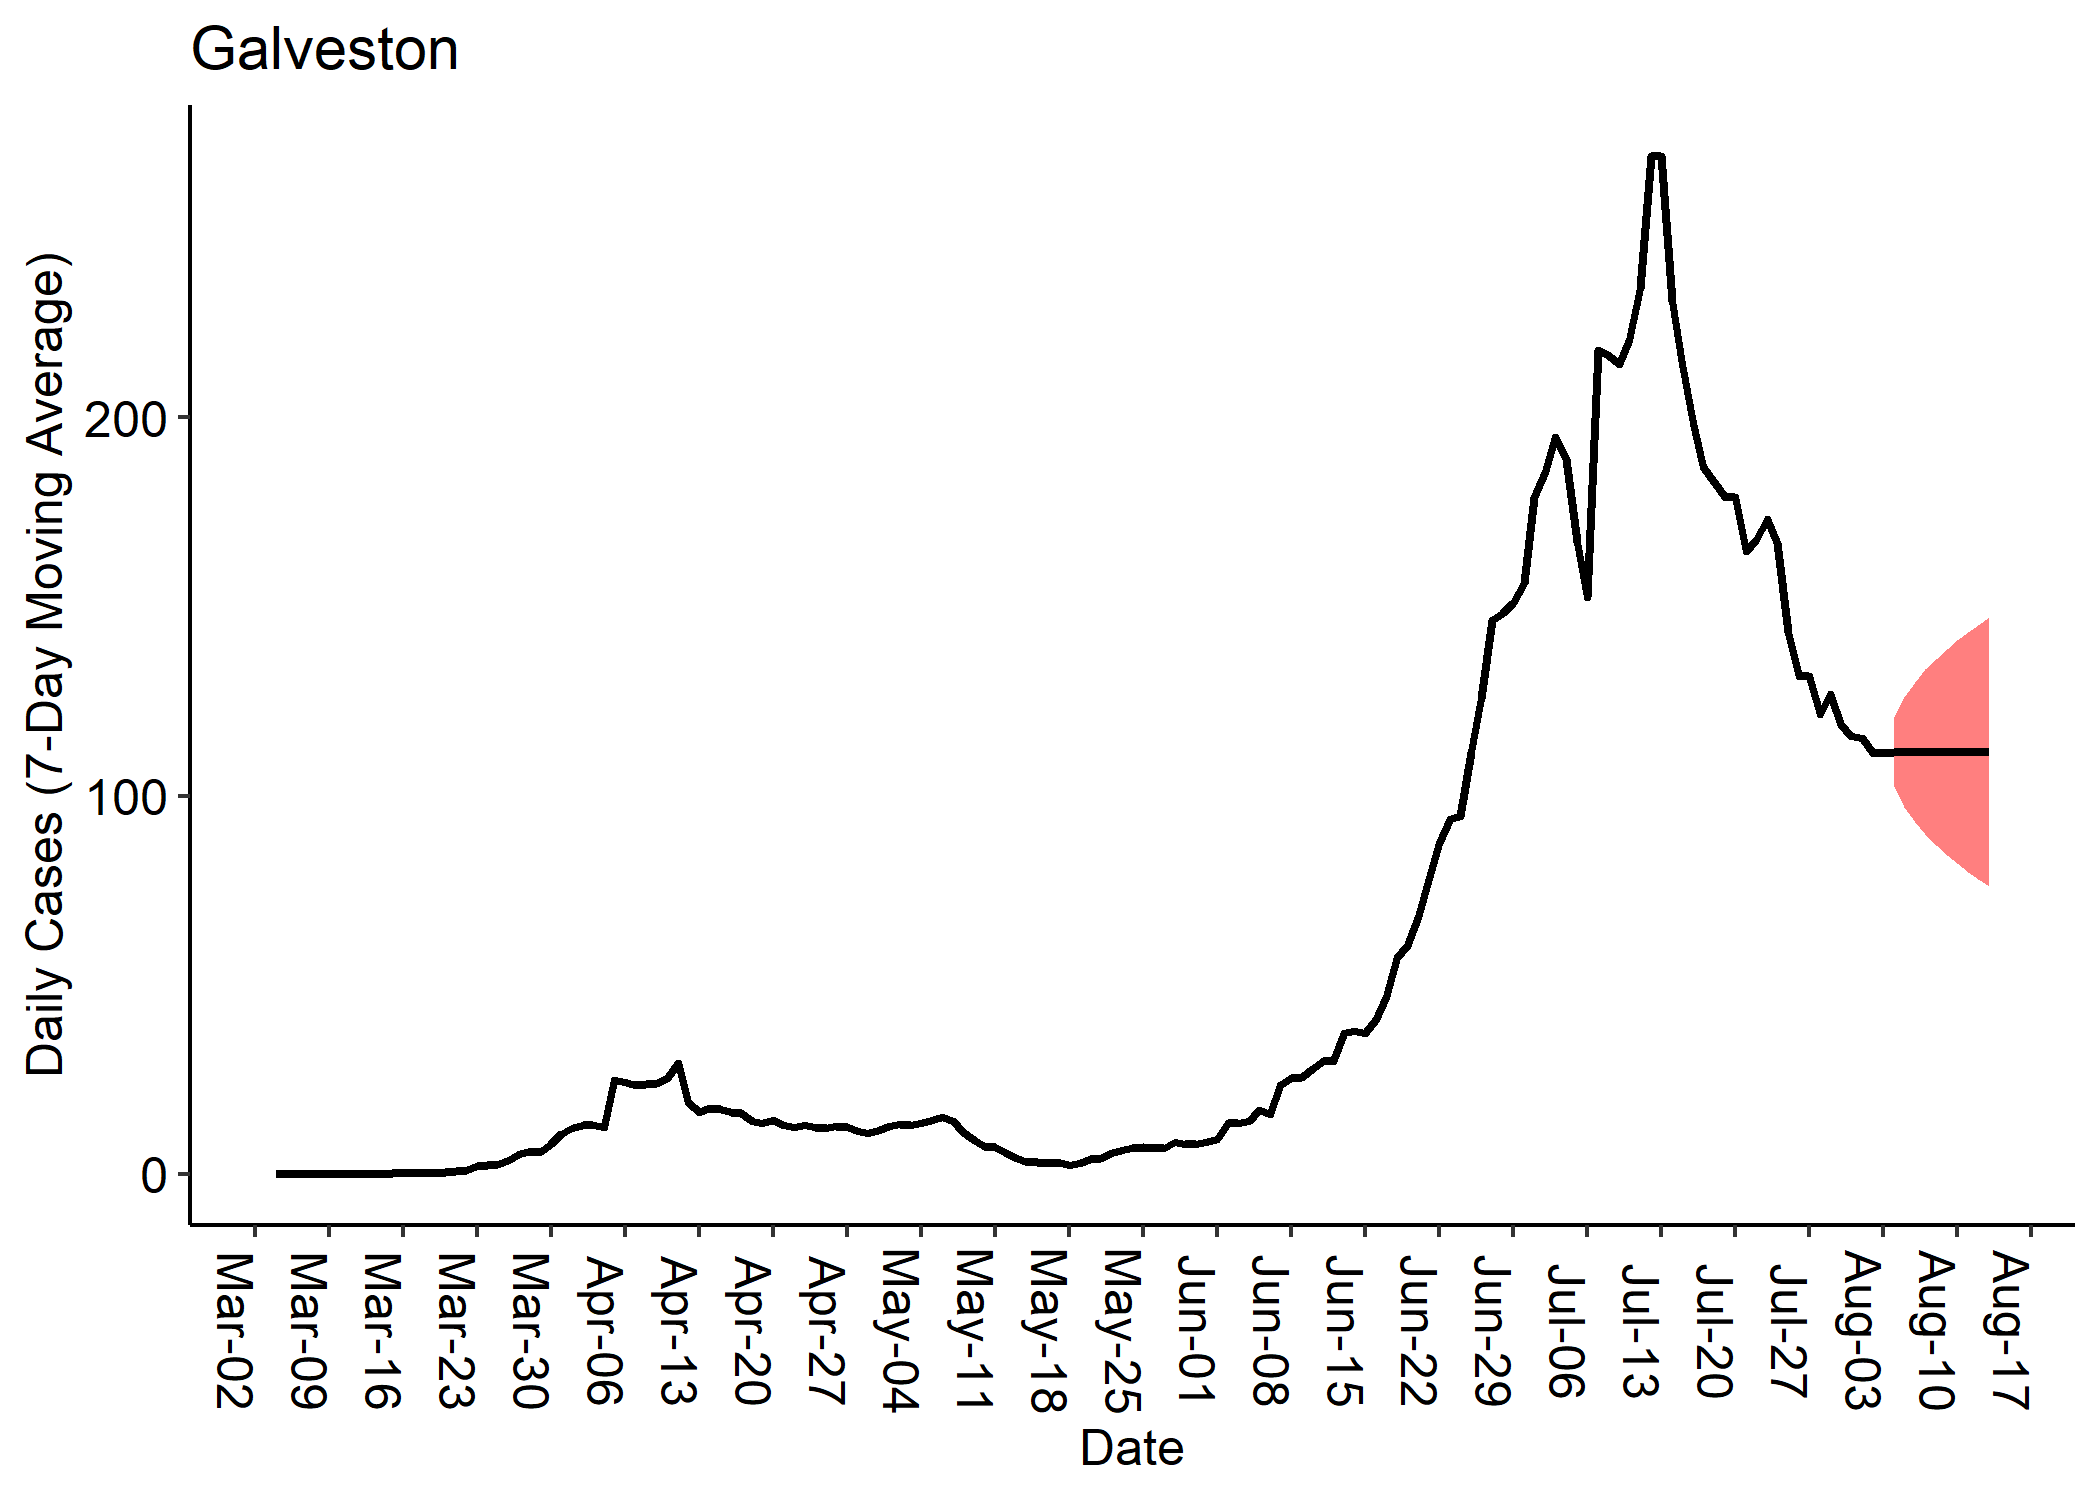 Galveston
Daily Cases (7-Day Moving Average)
200
100
0
Mar-02
Mar-09
Mar-16
Mar-23
Mar-30
Apr-06
Apr-13
Apr-20
Apr-27
May-04
May-11
May-18
May-25
Jun-01
Jun-08
Jun-15
Jun-22
Jun-29
Jul-06
Jul-13
Jul-20
Jul-27
Aug-03
Aug-10
Aug-17
Date